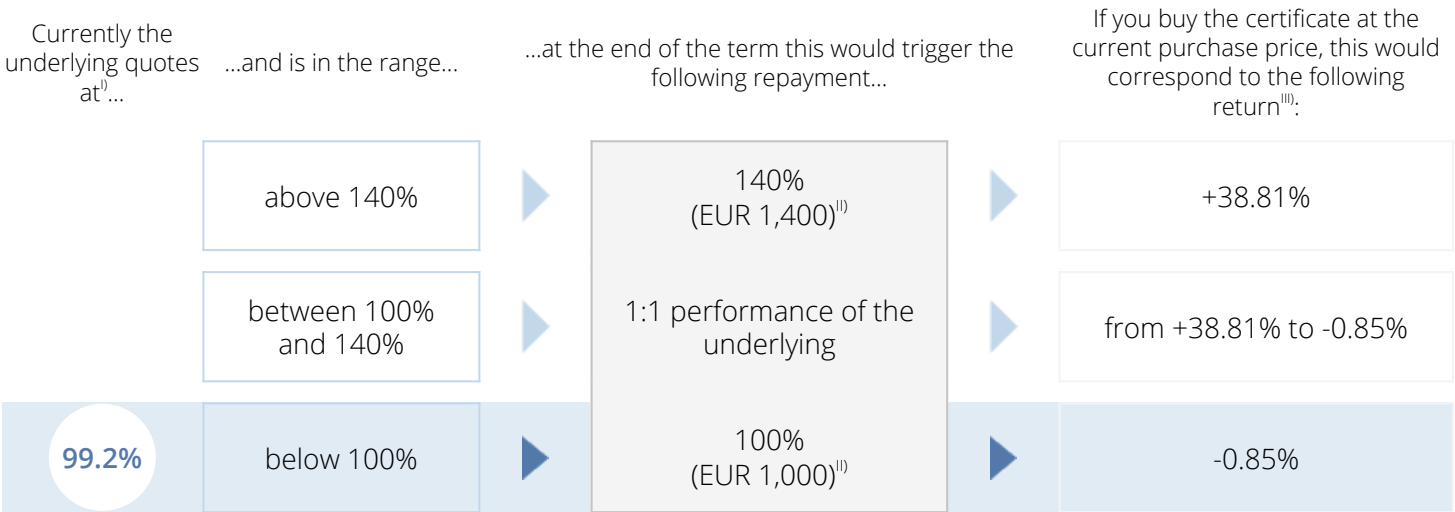 Currently the
underlying quotes
at^I)...
...and is in the range...
...at the end of the term this would trigger the
following repayment...
If you buy the certificate at the
current purchase price, this would
correspond to the following
return^III):
above 140%
140%
(EUR 1,400)^II)
+38.81%
between 100%
and 140%
1:1 performance of the
underlying
from +38.81% to -0.85%
99.2%
below 100%
100%
(EUR 1,000)^II)
-0.85%